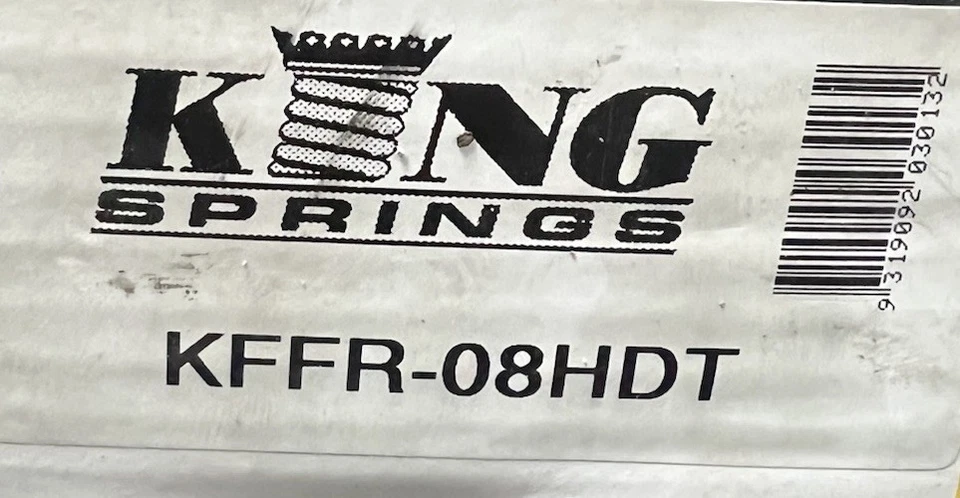 KING
SPRINGS
KFFR-08HDT
9 319092 030132